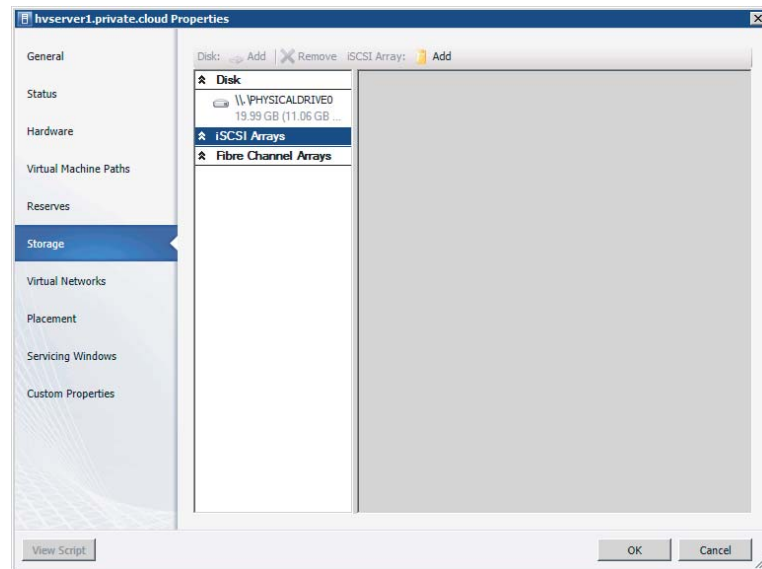 hvserver1.private.cloud Properties
General
Status
Hardware
Virtual Machine Paths
Reserves
Storage
Virtual Networks
Placement
Servicing Windows
Custom Properties
Disk: Add Remove iSCSI Array: Add
Disk
\\.\PHYSICALDRIVE0
19.99 GB (11.06 GB ...
iSCSI Arrays
Fibre Channel Arrays
View Script OK Cancel